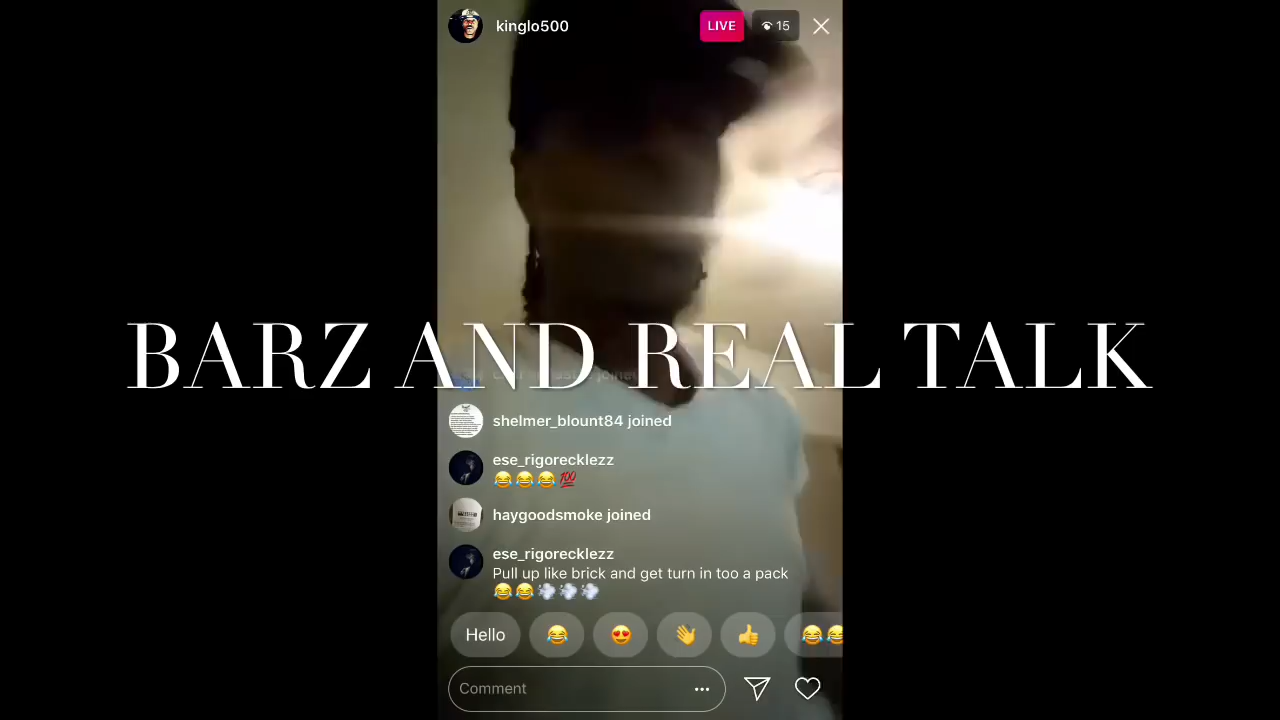 kinglo500
LIVE
15
BARZ AND REAL TALK
joined
shelmer_blount84 joined
ese_rigorecklezz
😂😂😂💯
haygoodsmoke joined
ese_rigorecklezz
Pull up like brick and get turn in too a pack
😂😂💨💨💨
Hello 😂 😍 👋 👍 😂😂
Comment